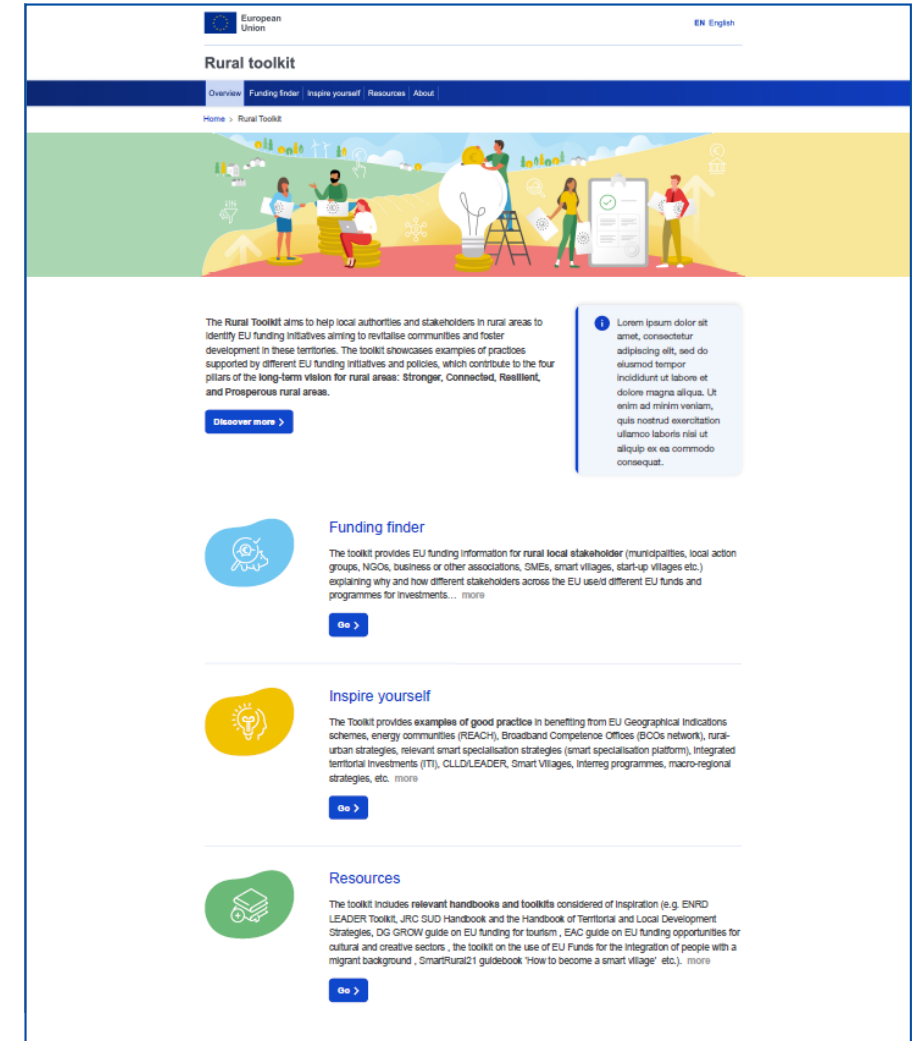 European
Union
EN English
Rural toolkit
Overview Funding finder Inspire yourself Resources About
Home > Rural Toolkit
The Rural Toolkit aims to help local authorities and stakeholders in rural areas to
identify EU funding initiatives aiming to revitalise communities and foster
development in these territories. The toolkit showcases examples of practices
supported by different EU funding initiatives and policies, which contribute to the four
pillars of the long-term vision for rural areas: Stronger, Connected, Resilient,
and Prosperous rural areas.
Discover more >
Lorem ipsum dolor sit
amet, consectetur
adipiscing elit, sed do
eiusmod tempor
incididunt ut labore et
dolore magna aliqua. Ut
enim ad minim veniam,
quis nostrud exercitation
ullamco laboris nisi ut
aliquip ex ea commodo
consequat.
Funding finder
The toolkit provides EU funding information for rural local stakeholder (municipalities, local action
groups, NGOs, business or other associations, SMEs, smart villages, start-up villages etc.)
explaining why and how different stakeholders across the EU use/d different EU funds and
programmes for investments… more
Go >
Inspire yourself
The Toolkit provides examples of good practice in benefiting from EU Geographical Indications
schemes, energy communities (REACH), Broadband Competence Offices (BCOs network), rural-
urban strategies, relevant smart specialisation strategies (smart specialisation platform), Integrated
territorial Investments (ITI), CLLD/LEADER, Smart Villages, Interreg programmes, macro-regional
strategies, etc. more
Go >
Resources
The toolkit includes relevant handbooks and toolkits considered of inspiration (e.g. ENRD
LEADER Toolkit, JRC SUD Handbook and the Handbook of Territorial and Local Development
Strategies, DG GROW guide on EU funding for tourism , EAC guide on EU funding opportunities for
cultural and creative sectors , the toolkit on the use of EU Funds for the integration of people with a
migrant background , SmartRural21 guidebook 'How to become a smart village' etc.). more
Go >